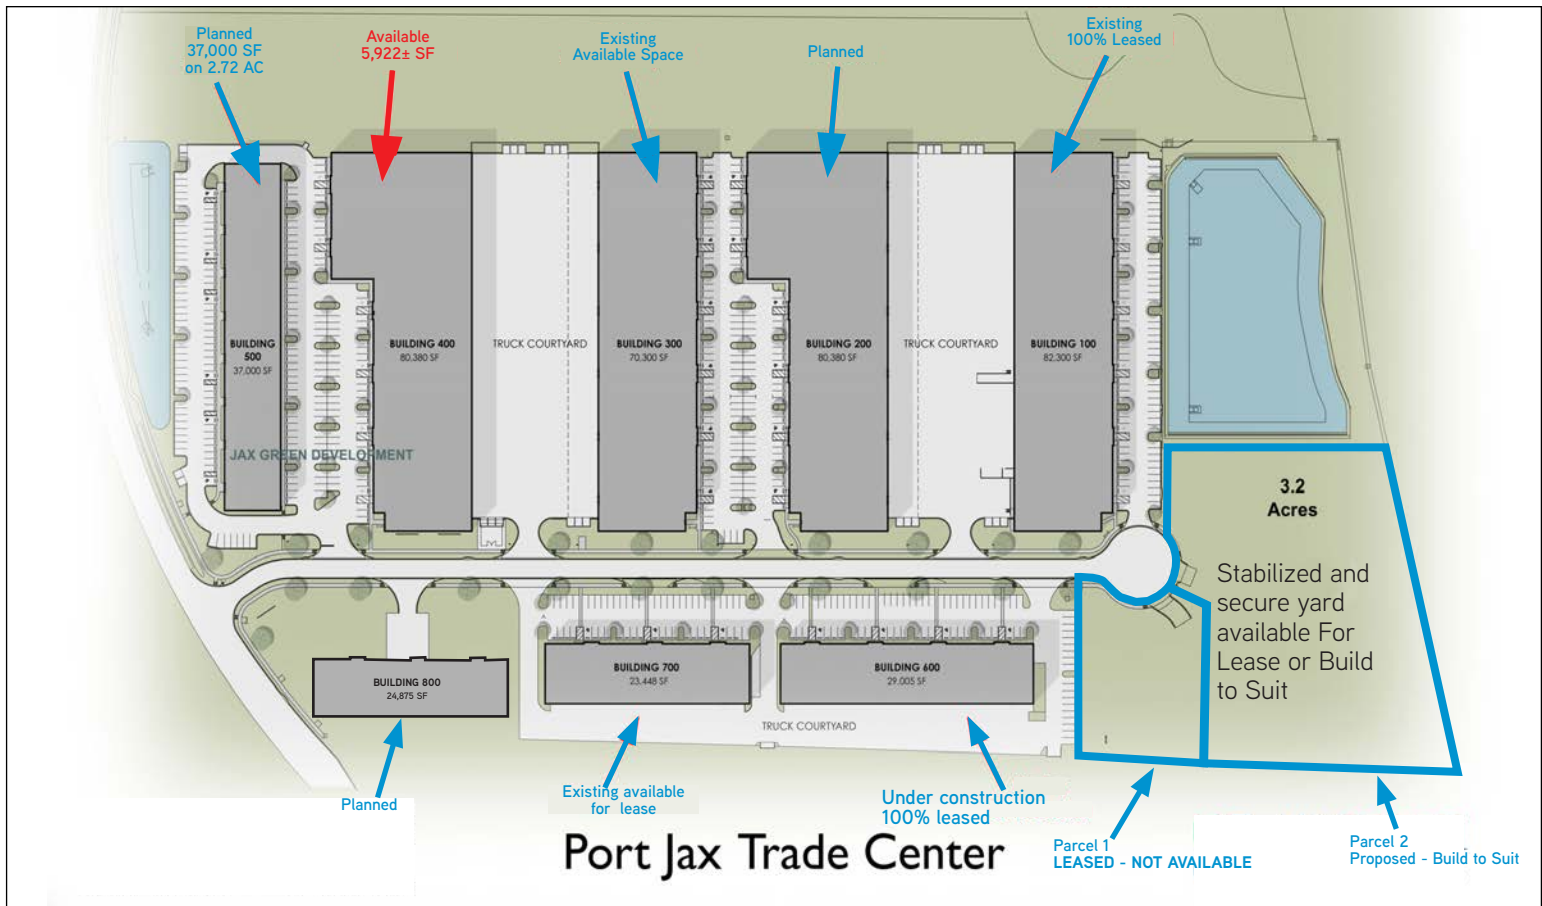 Planned
37,000 SF
on 2.72 AC
Available
5,922± SF
Existing
Available Space
Planned
Existing
100% Leased
BUILDING
500
37,000 SF
BUILDING 400
80,380 SF
TRUCK COURTYARD
BUILDING 300
70,300 SF
BUILDING 200
80,380 SF
TRUCK COURTYARD
BUILDING 100
82,300 SF
JAX GREEN DEVELOPMENT
3.2
Acres
Stabilized and
secure yard
available For
Lease or Build
to Suit
BUILDING 800
24,875 SF
BUILDING 700
23,448 SF
BUILDING 600
29,005 SF
TRUCK COURTYARD
Planned
Existing available
for lease
Under construction
100% leased
Parcel 1
LEASED - NOT AVAILABLE
Parcel 2
Proposed - Build to Suit
Port Jax Trade Center